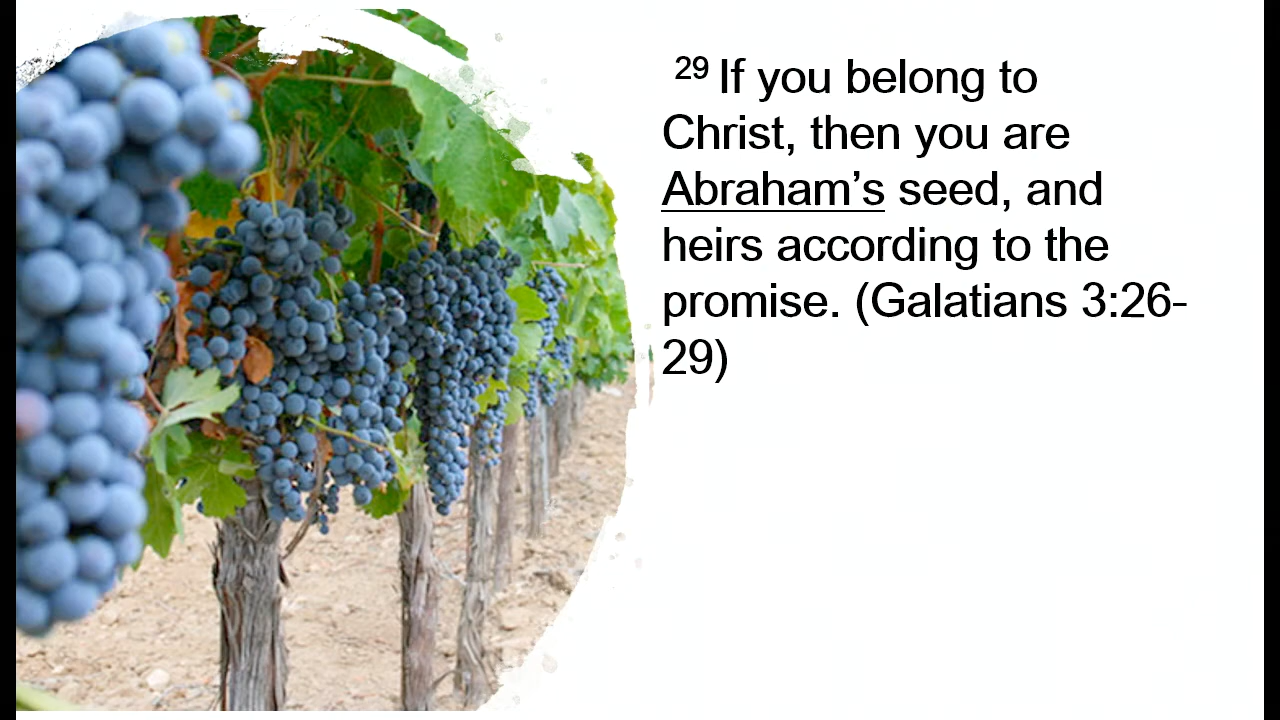 29 If you belong to
Christ, then you are
Abraham’s seed, and
heirs according to the
promise. (Galatians 3:26-
29)